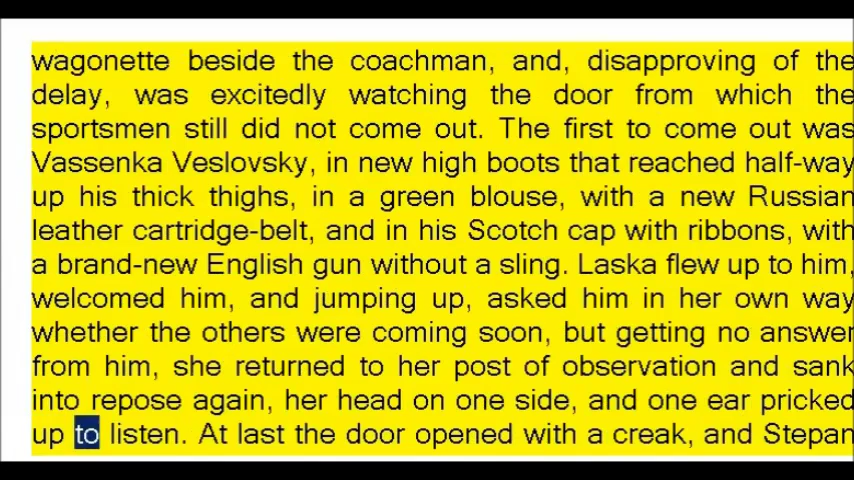 wagonette beside the coachman, and, disapproving of the
delay, was excitedly watching the door from which the
sportsmen still did not come out. The first to come out was
Vassenka Veslovsky, in new high boots that reached half-way
up his thick thighs, in a green blouse, with a new Russian
leather cartridge-belt, and in his Scotch cap with ribbons, with
a brand-new English gun without a sling. Laska flew up to him,
welcomed him, and jumping up, asked him in her own way
whether the others were coming soon, but getting no answer
from him, she returned to her post of observation and sank
into repose again, her head on one side, and one ear pricked
up to listen. At last the door opened with a creak, and Stepan